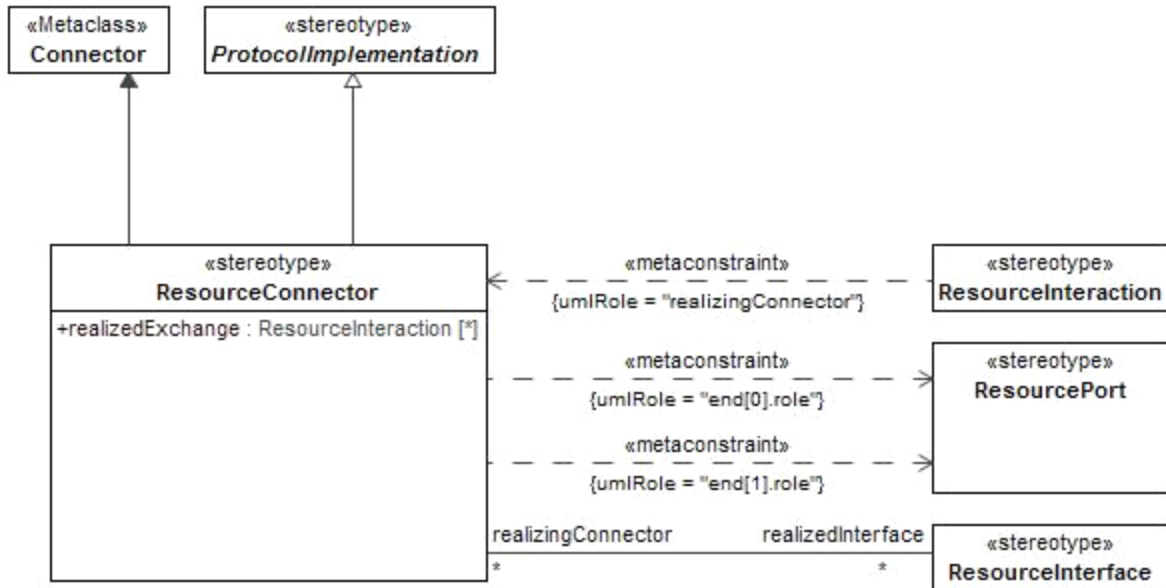 «Metaclass»
Connector
«stereotype»
ProtocolImplementation
«stereotype»
ResourceConnector
+realizedExchange : ResourceInteraction [*]
«metaconstraint»
{umlRole = "realizingConnector"}
«stereotype»
ResourceInteraction
«metaconstraint»
{umlRole = "end[0].role"}
«metaconstraint»
{umlRole = "end[1].role"}
«stereotype»
ResourcePort
realizingConnector
*
realizedInterface
*
«stereotype»
ResourceInterface